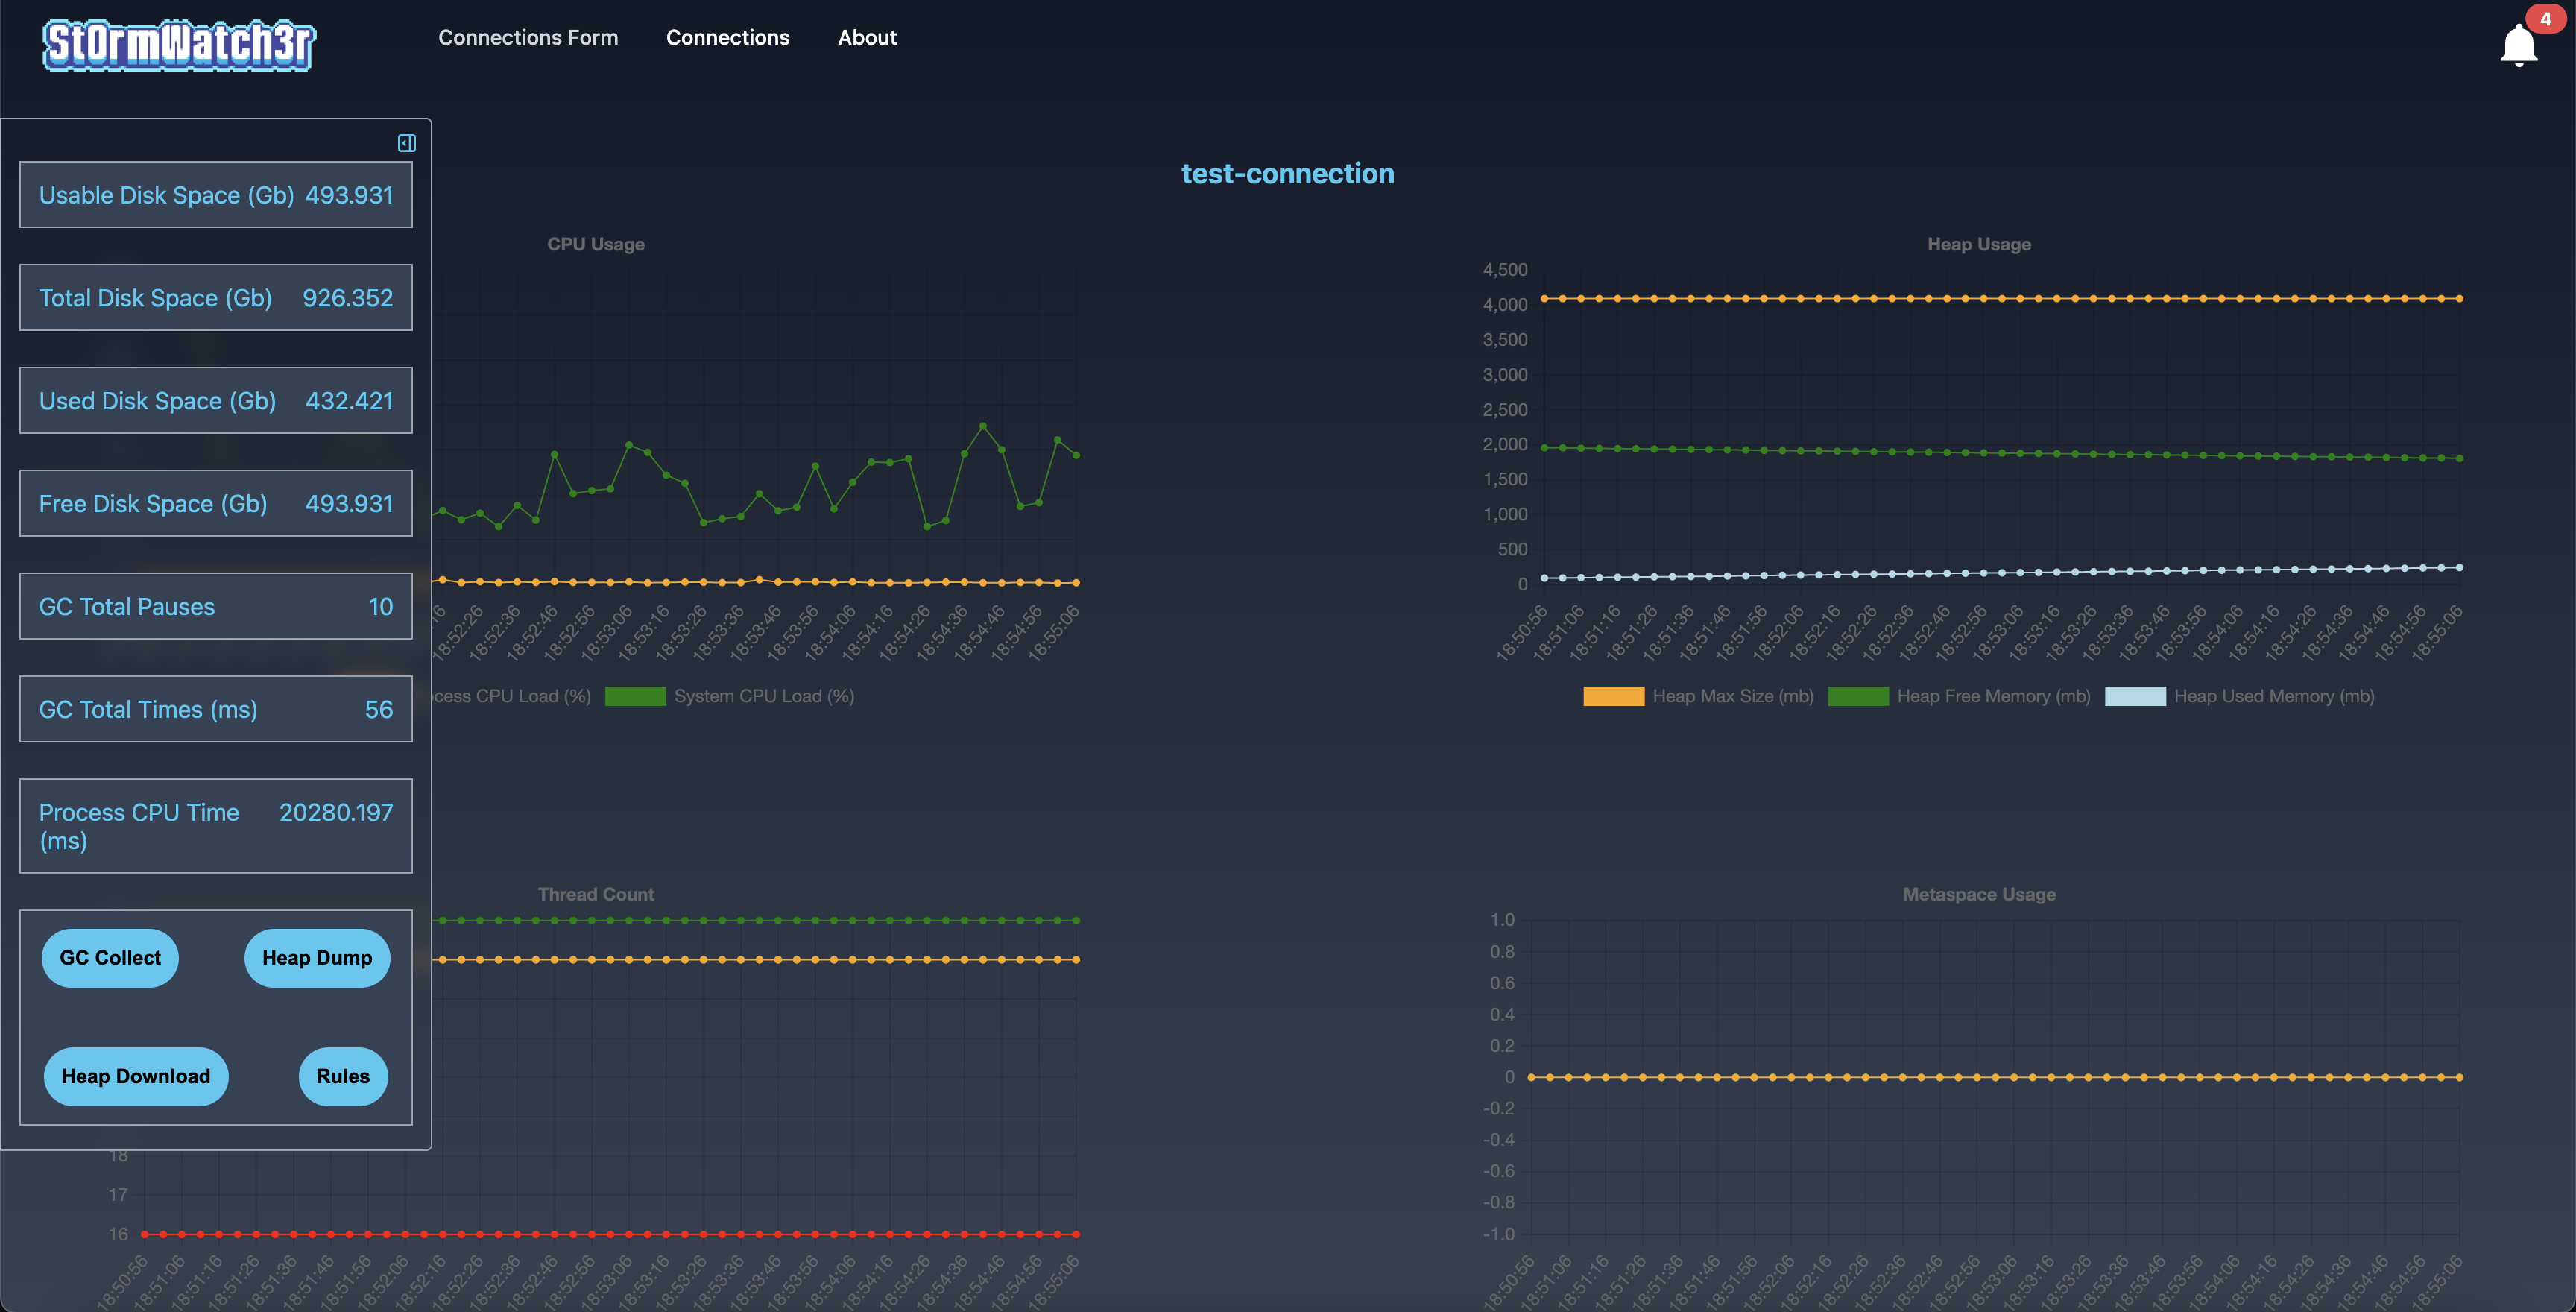 St0rmWatch3r
Connections Form
Connections
About
4
Usable Disk Space (Gb) 493.931
Total Disk Space (Gb) 926.352
Used Disk Space (Gb) 432.421
Free Disk Space (Gb) 493.931
GC Total Pauses 10
GC Total Times (ms) 56
Process CPU Time 20280.197
(ms)
GC Collect
Heap Dump
Heap Download
Rules
test-connection
CPU Usage
16 18:52:26 18:52:36 18:52:46 18:52:56 18:53:06 18:53:16 18:53:26 18:53:36 18:53:46 18:53:56 18:54:06 18:54:16 18:54:26 18:54:36 18:54:46 18:54:56 18:55:06
cess CPU Load (%) System CPU Load (%)
Heap Usage
4,500
4,000
3,500
3,000
2,500
2,000
1,500
1,000
500
0
18:50:56 18:51:06 18:51:16 18:51:26 18:51:36 18:51:46 18:51:56 18:52:06 18:52:16 18:52:26 18:52:36 18:52:46 18:52:56 18:53:06 18:53:16 18:53:26 18:53:36 18:53:46 18:53:56 18:54:06 18:54:16 18:54:26 18:54:36 18:54:46 18:54:56 18:55:06
Heap Max Size (mb) Heap Free Memory (mb) Heap Used Memory (mb)
Thread Count
18
17
16
18:50:56 18:51:06 18:51:16 18:51:26 18:51:36 18:51:46 18:51:56 18:52:06 18:52:16 18:52:26 18:52:36 18:52:46 18:52:56 18:53:06 18:53:16 18:53:26 18:53:36 18:53:46 18:53:56 18:54:06 18:54:16 18:54:26 18:54:36 18:54:46 18:54:56 18:55:06
Metaspace Usage
1.0
0.8
0.6
0.4
0.2
0
-0.2
-0.4
-0.6
-0.8
-1.0
18:50:56 18:51:06 18:51:16 18:51:26 18:51:36 18:51:46 18:51:56 18:52:06 18:52:16 18:52:26 18:52:36 18:52:46 18:52:56 18:53:06 18:53:16 18:53:26 18:53:36 18:53:46 18:53:56 18:54:06 18:54:16 18:54:26 18:54:36 18:54:46 18:54:56 18:55:06